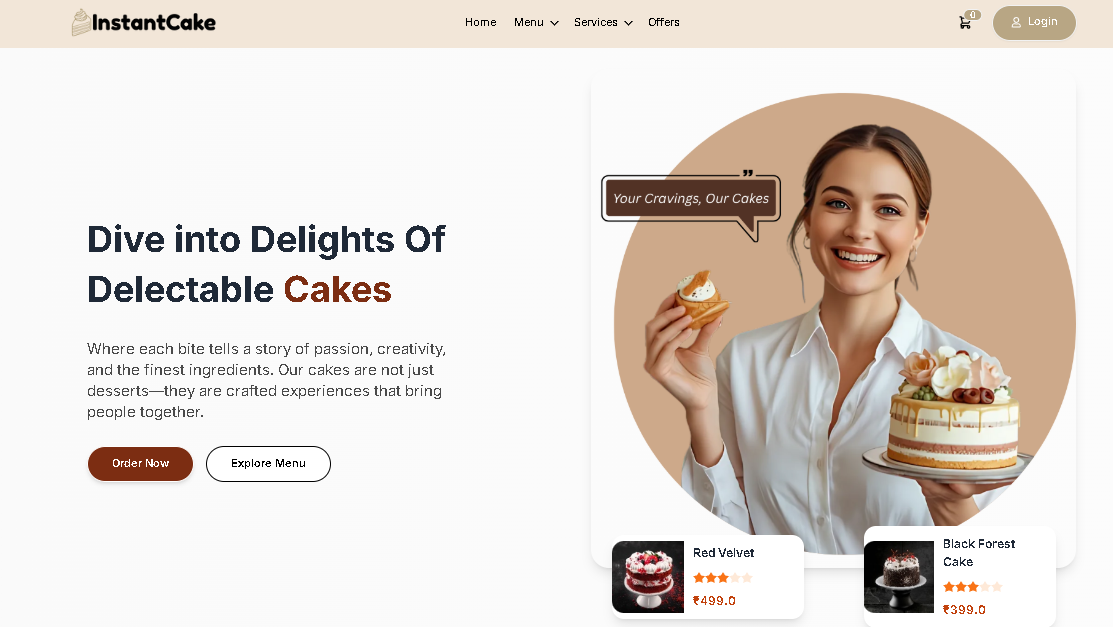 InstantCake
Home Menu Services Offers
0
Login
Your Cravings, Our Cakes
”
Dive into Delights Of
Delectable Cakes
Where each bite tells a story of passion, creativity,
and the finest ingredients. Our cakes are not just
desserts—they are crafted experiences that bring
people together.
Order Now
Explore Menu
Red Velvet
₹499.0
Black Forest
Cake
₹399.0